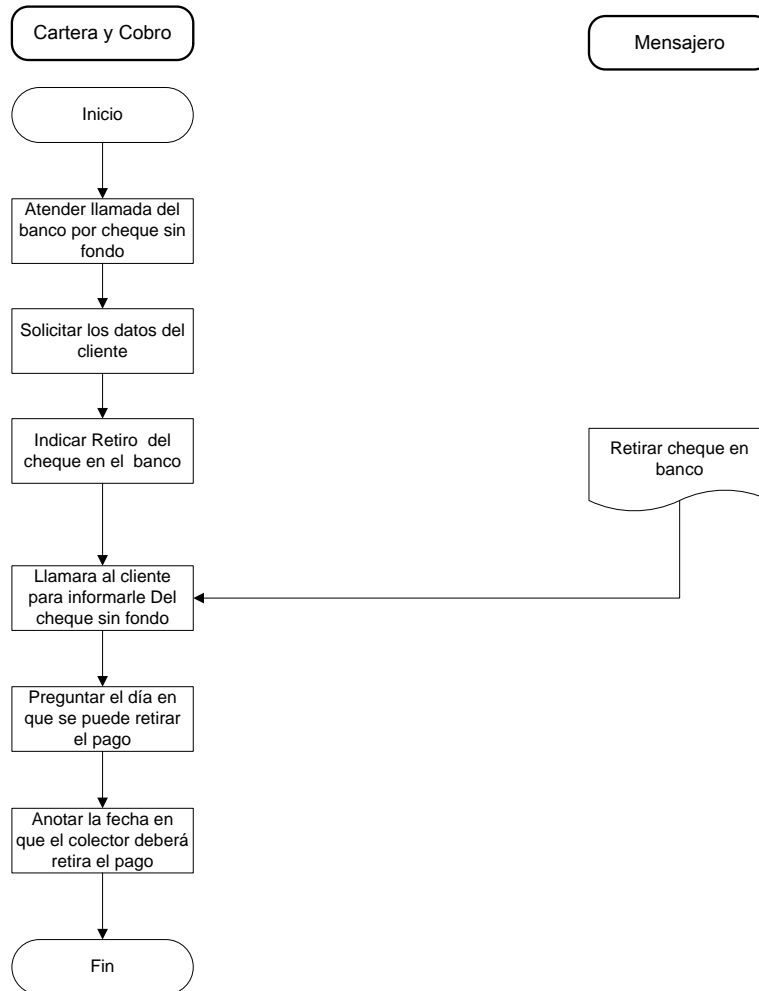 Cartera y Cobro
Mensajero
Inicio
Atender llamada del
banco por cheque sin
fondo
Solicitar los datos del
cliente
Indicar Retiro del
cheque en el banco
Retirar cheque en
banco
Llamara al cliente
para informarle Del
cheque sin fondo
Preguntar el día en
que se puede retirar
el pago
Anotar la fecha en
que el colector deberá
retira el pago
Fin